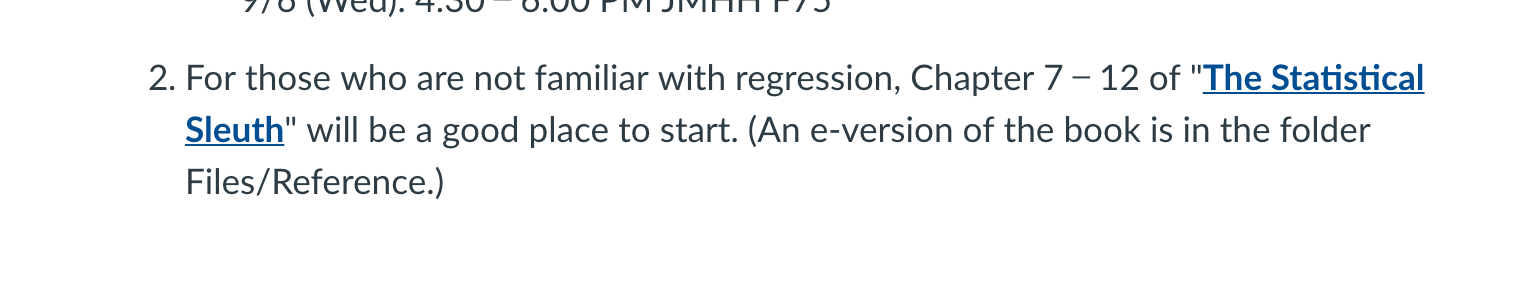 9/6 (Wed): 4:30 – 6:00 PM JMHH F75
2. For those who are not familiar with regression, Chapter 7 – 12 of "The Statistical
Sleuth" will be a good place to start. (An e-version of the book is in the folder
Files/Reference.)